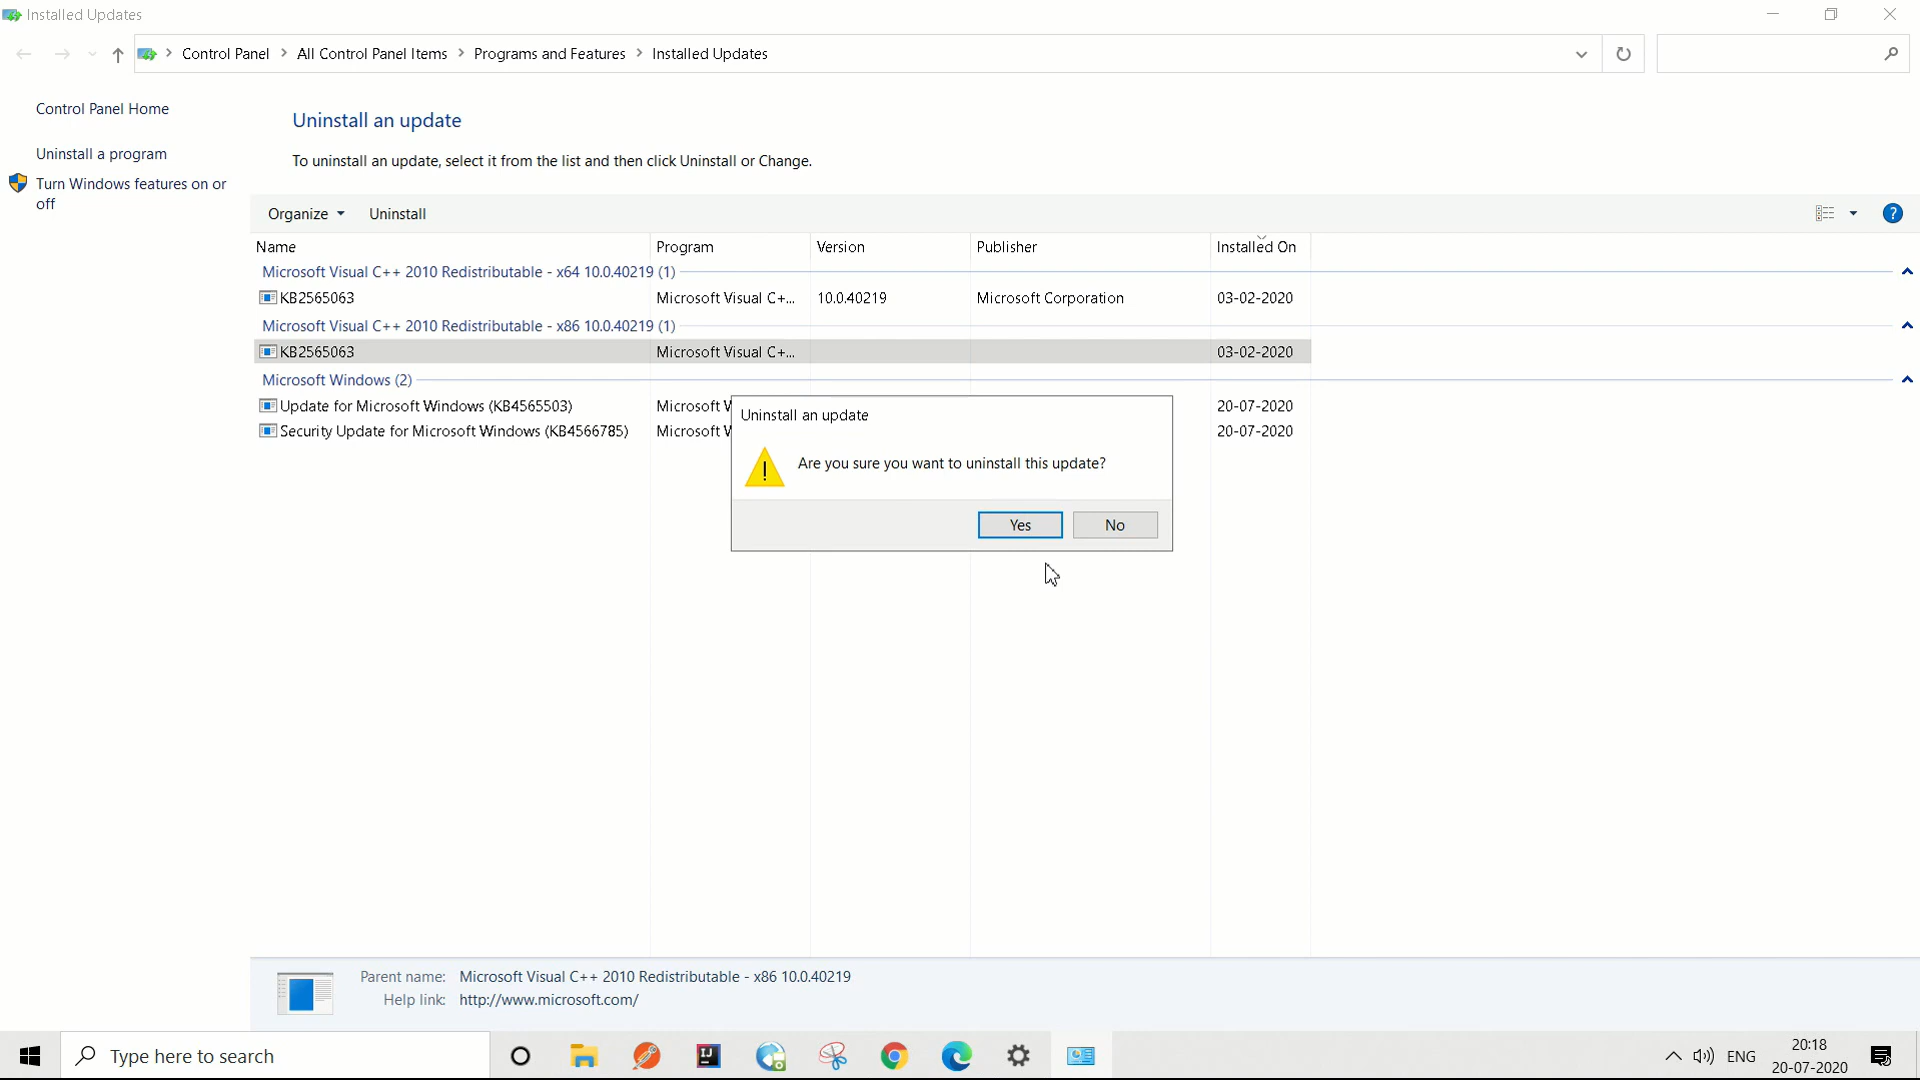 Installed Updates
Control Panel > All Control Panel Items > Programs and Features > Installed Updates
Control Panel Home
Uninstall a program
Turn Windows features on or
off
Uninstall an update
To uninstall an update, select it from the list and then click Uninstall or Change.
Organize Uninstall
Name Program Version Publisher Installed On
Microsoft Visual C++ 2010 Redistributable - x64 10.0.40219 (1)
KB2565063 Microsoft Visual C+... 10.0.40219 Microsoft Corporation 03-02-2020
Microsoft Visual C++ 2010 Redistributable - x86 10.0.40219 (1)
KB2565063 Microsoft Visual C+... 03-02-2020
Microsoft Windows (2)
Update for Microsoft Windows (KB4565503) Microsoft W 20-07-2020
Security Update for Microsoft Windows (KB4566785) Microsoft W 20-07-2020
Uninstall an update
Are you sure you want to uninstall this update?
Yes No
Parent name: Microsoft Visual C++ 2010 Redistributable - x86 10.0.40219
Help link: http://www.microsoft.com/
Type here to search
IJ
ENG
20:18
20-07-2020